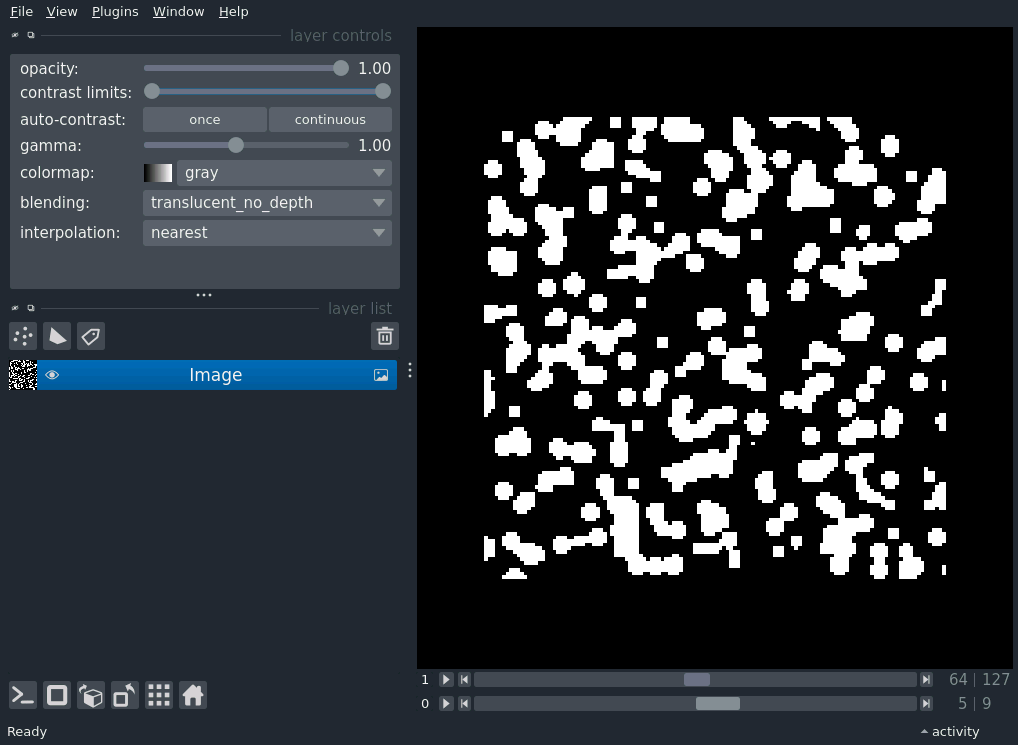 File View Plugins Window Help
layer controls
opacity: 1.00
contrast limits:
auto-contrast: once continuous
gamma: 1.00
colormap: gray
blending: translucent_no_depth
interpolation: nearest
layer list
Image
1 64 | 127
0 5 | 9
Ready activity